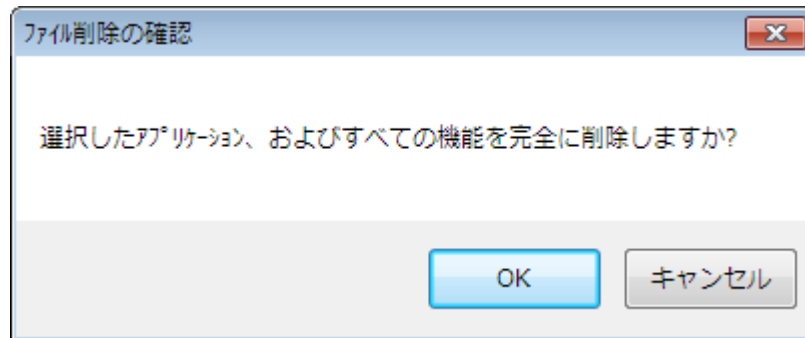 ﾌｧｲﾙ削除の確認
選択したｱﾌﾟﾘｹｰｼｮﾝ、およびすべての機能を完全に削除しますか?
OK
キャンセル